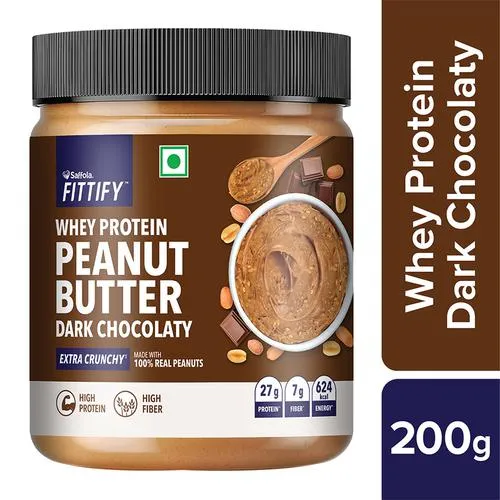 Saffola.
FITTIFY™
WHEY PROTEIN
PEANUT
BUTTER
DARK CHOCOLATY
EXTRA CRUNCHY*
MADE WITH
100% REAL PEANUTS
HIGH
PROTEIN
HIGH
FIBER
27g
PROTEIN*
7g
FIBER*
624
kcal
ENERGY*
Whey Protein
Dark Chocolaty
200g